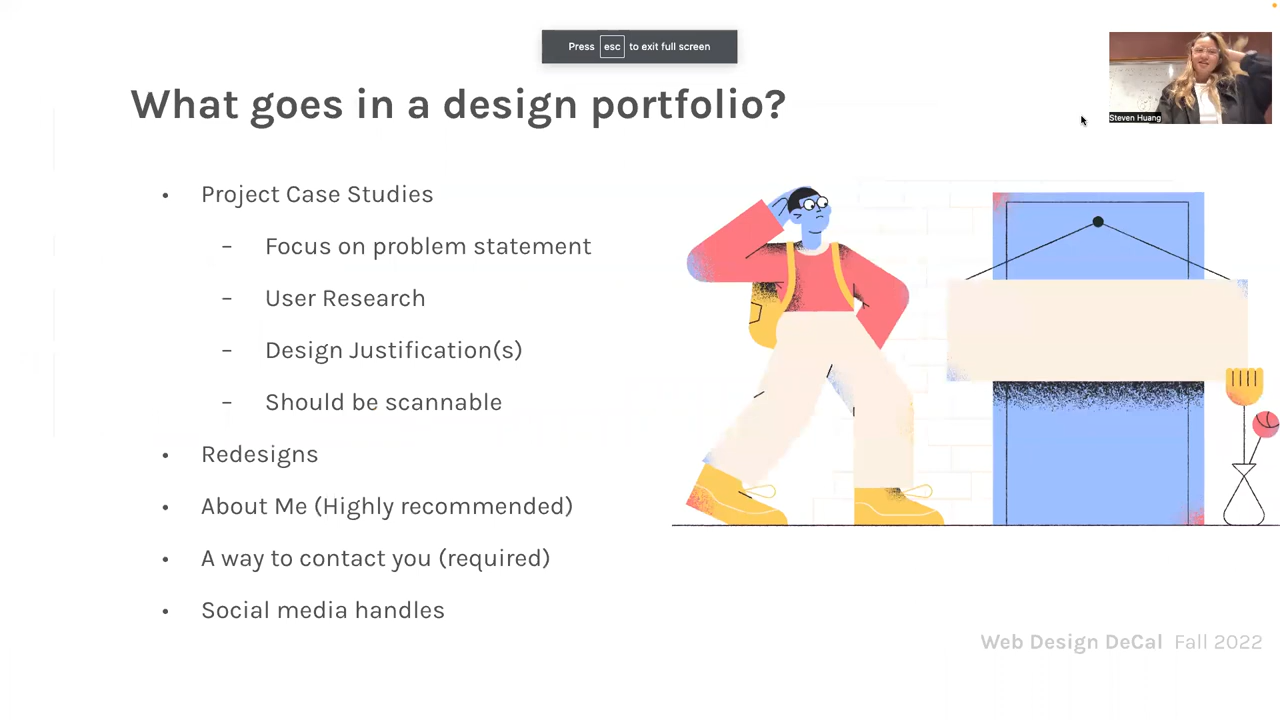 Press esc to exit full screen
Steven Huang
What goes in a design portfolio?
• Project Case Studies
– Focus on problem statement
– User Research
– Design Justification(s)
– Should be scannable
• Redesigns
• About Me (Highly recommended)
• A way to contact you (required)
• Social media handles
Web Design DeCal Fall 2022